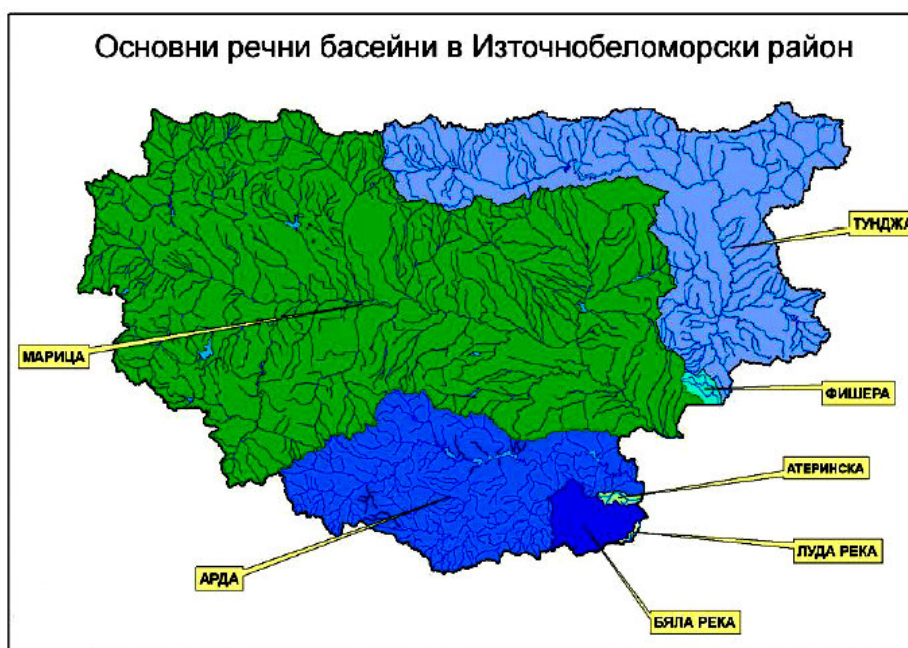 Основни речни басейни в Източнобеломорски район
ТУНДЖА
МАРИЦА
ФИШЕРА
АТЕРИНСКА
ЛУДА РЕКА
АРДА
БЯЛА РЕКА